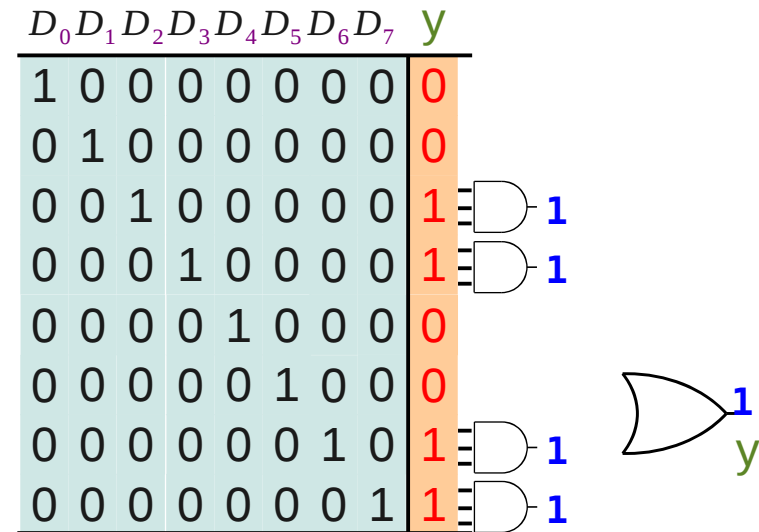 D0 D1 D2 D3 D4 D5 D6 D7 y
1 0 0 0 0 0 0 0 0
0 1 0 0 0 0 0 0 0
0 0 1 0 0 0 0 0 1 1
0 0 0 1 0 0 0 0 1 1
0 0 0 0 1 0 0 0 0
0 0 0 0 0 1 0 0 0
1
0 0 0 0 0 0 1 0 1 1
y
0 0 0 0 0 0 0 1 1 1